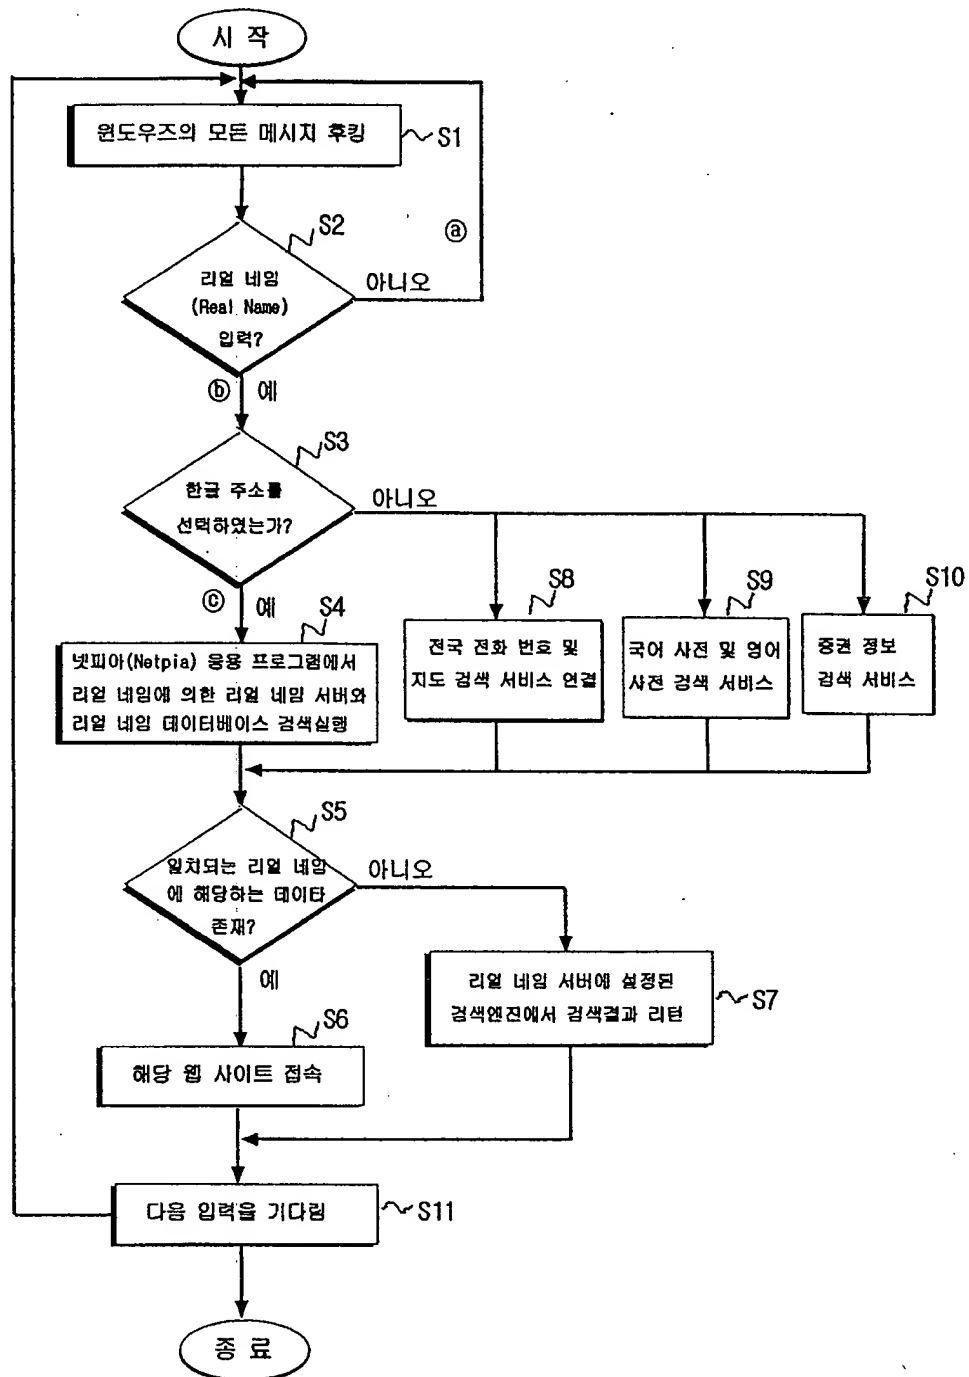 시 작
윈도우즈의 모든 메시지 후킹
S1
S2
ⓐ
리얼 네임
(Real Name)
입력?
아니오
ⓑ 예
S3
한글 주소를
선택하였는가?
아니오
ⓒ 예
S4
넷피아(Netpia) 응용 프로그램에서
리얼 네임에 의한 리얼 네임 서버와
리얼 네임 데이터베이스 검색실행
S8
전국 전화 번호 및
지도 검색 서비스 연결
S9
국어 사전 및 영어
사전 검색 서비스
S10
증권 정보
검색 서비스
S5
일치되는 리얼 네임
에 해당하는 데이타
존재?
아니오
예
S7
리얼 네임 서버에 설정된
검색엔진에서 검색결과 리턴
S6
해당 웹 사이트 접속
다음 입력을 기다림
S11
종 료